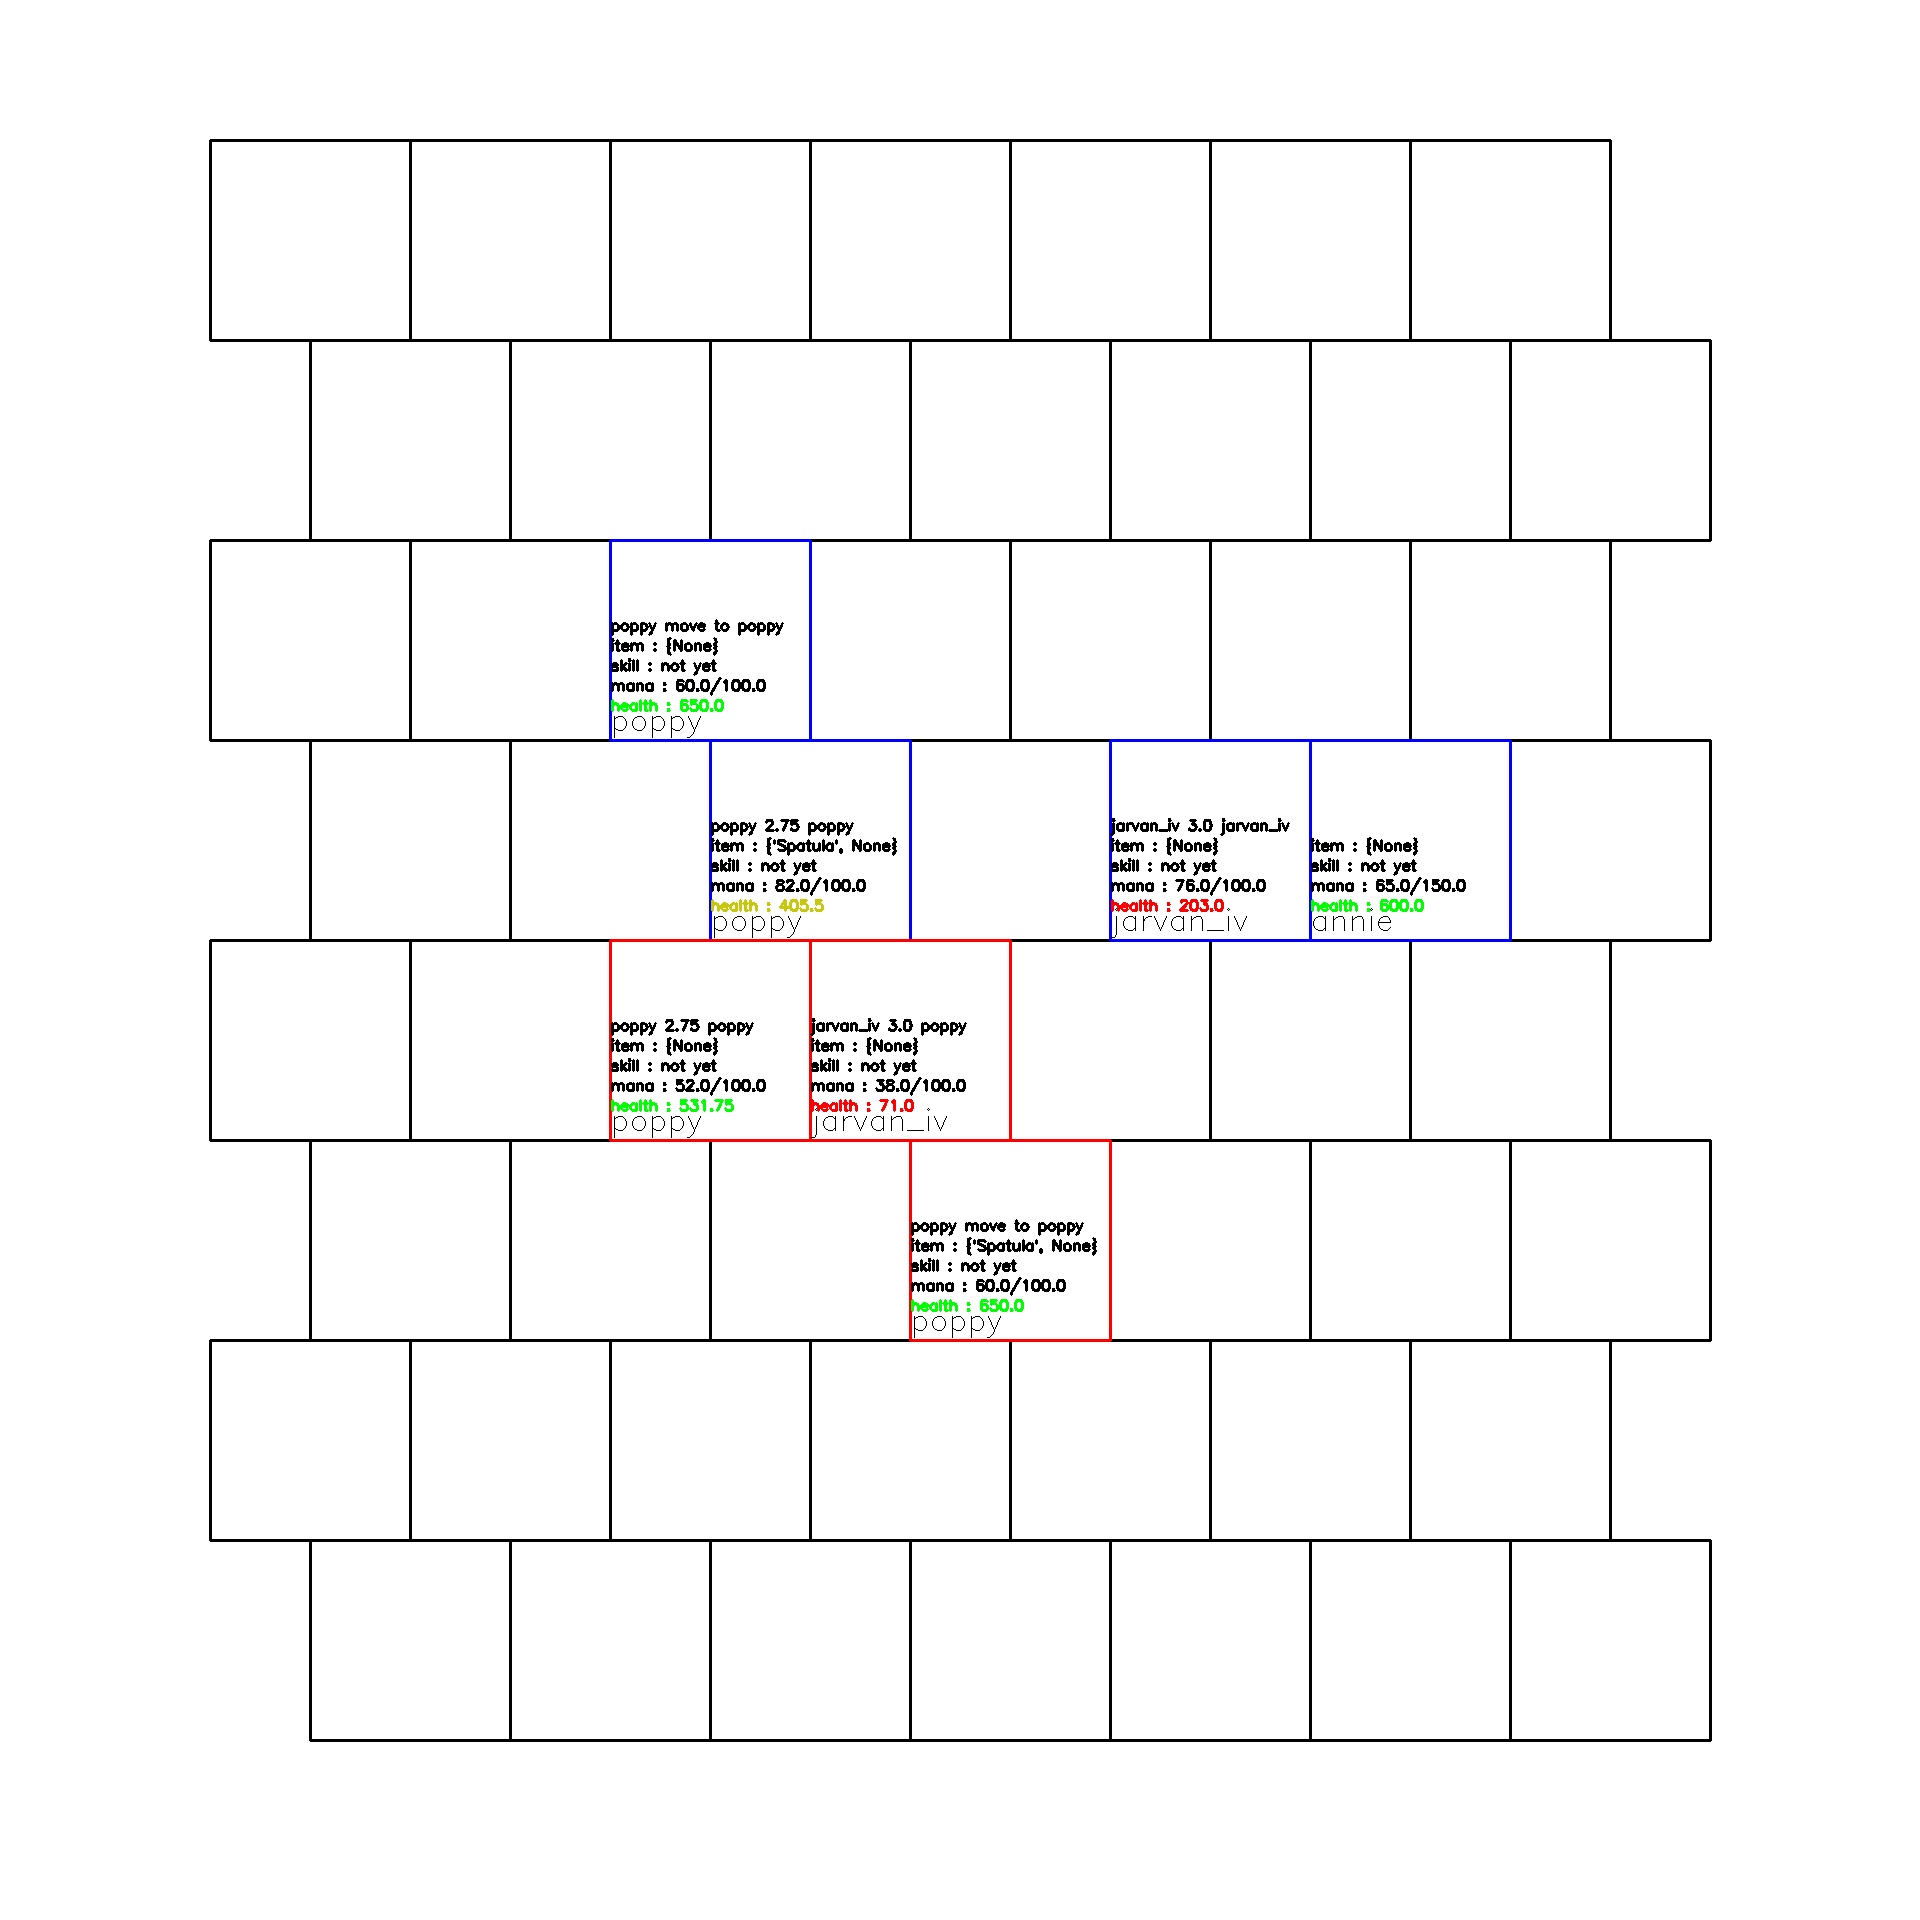 poppy move to poppy
item : {None}
skill : not yet
mana : 60.0/100.0
health : 650.0
poppy
poppy 2.75 poppy
item : {'Spatula', None}
skill : not yet
mana : 82.0/100.0
health : 405.5
poppy
jarvan_iv 3.0 jarvan_iv
item : {None}
skill : not yet
mana : 76.0/100.0
health : 203.0
jarvan_iv
item : {None}
skill : not yet
mana : 65.0/150.0
health : 600.0
annie
poppy 2.75 poppy
item : {None}
skill : not yet
mana : 52.0/100.0
health : 531.75
poppy
jarvan_iv 3.0 poppy
item : {None}
skill : not yet
mana : 38.0/100.0
health : 71.0
jarvan_iv
poppy move to poppy
item : {'Spatula', None}
skill : not yet
mana : 60.0/100.0
health : 650.0
poppy